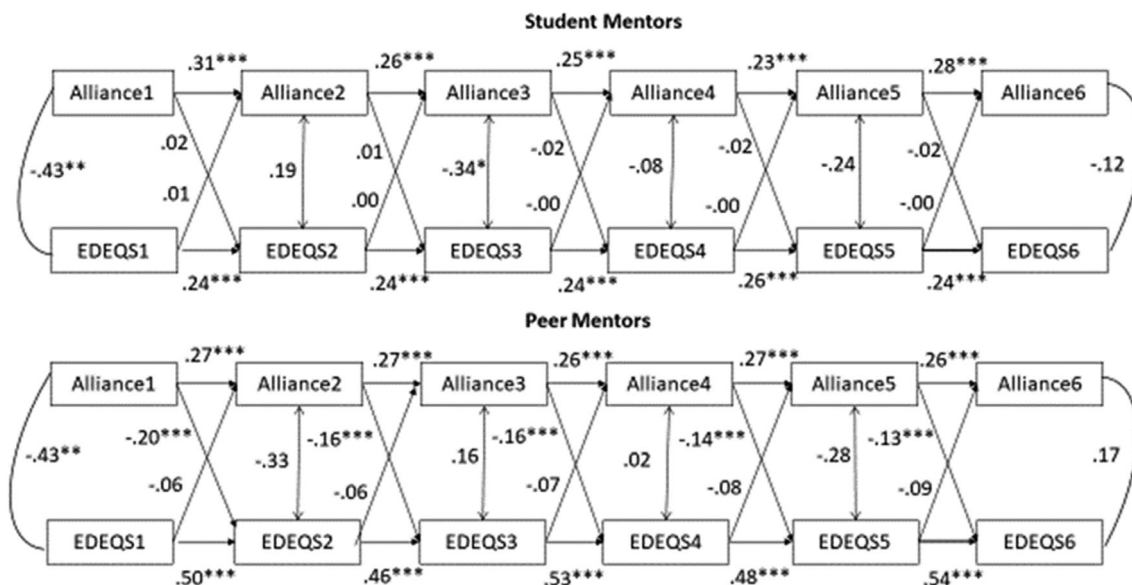 Student Mentors
.31*** .26*** .25*** .23*** .28***
Alliance1 Alliance2 Alliance3 Alliance4 Alliance5 Alliance6
.02 .01 -.02 -.02 -.02
-.43** .19 -.34* -.08 -.24 -.12
.01 .00 -.00 -.00 -.00
EDEQS1 EDEQS2 EDEQS3 EDEQS4 EDEQS5 EDEQS6
.24*** .24*** .24*** .26*** .24***
Peer Mentors
.27*** .27*** .26*** .27*** .26***
Alliance1 Alliance2 Alliance3 Alliance4 Alliance5 Alliance6
-.20*** -.16*** -.16*** -.14*** -.13***
-.43** -.33 .16 .02 -.28 .17
-.06 -.06 -.07 -.08 -.09
EDEQS1 EDEQS2 EDEQS3 EDEQS4 EDEQS5 EDEQS6
.50*** .46*** .53*** .48*** .54***